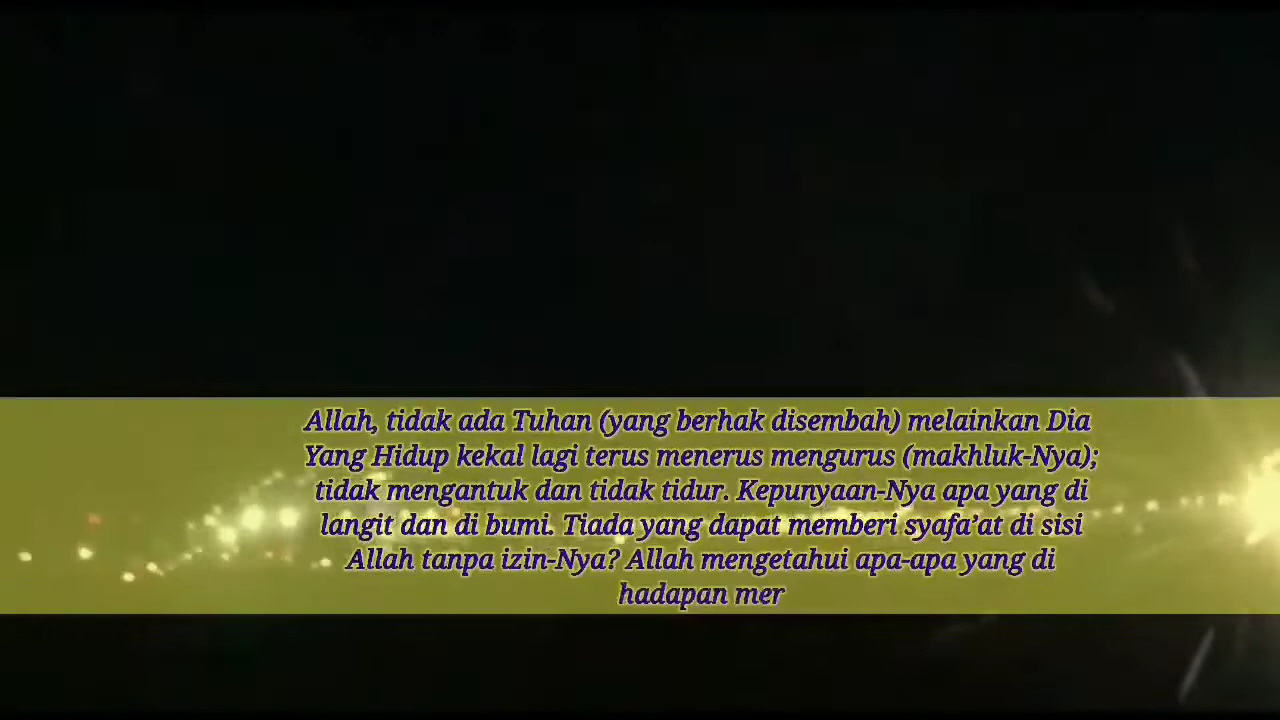 Allah, tidak ada Tuhan (yang berhak disembah) melainkan Dia
Yang Hidup kekal lagi terus menerus mengurus (makhluk-Nya);
tidak mengantuk dan tidak tidur. Kepunyaan-Nya apa yang di
langit dan di bumi. Tiada yang dapat memberi syafa’at di sisi
Allah tanpa izin-Nya? Allah mengetahui apa-apa yang di
hadapan mer